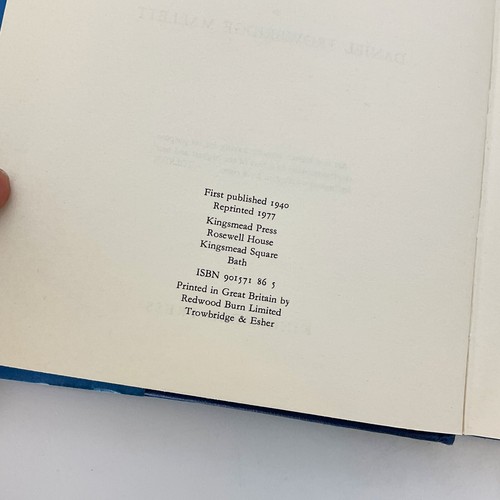 First published 1940
Reprinted 1977
Kingsmead Press
Rosewell House
Kingsmead Square
Bath
ISBN 901571 86 5
Printed in Great Britain by
Redwood Burn Limited
Trowbridge & Esher